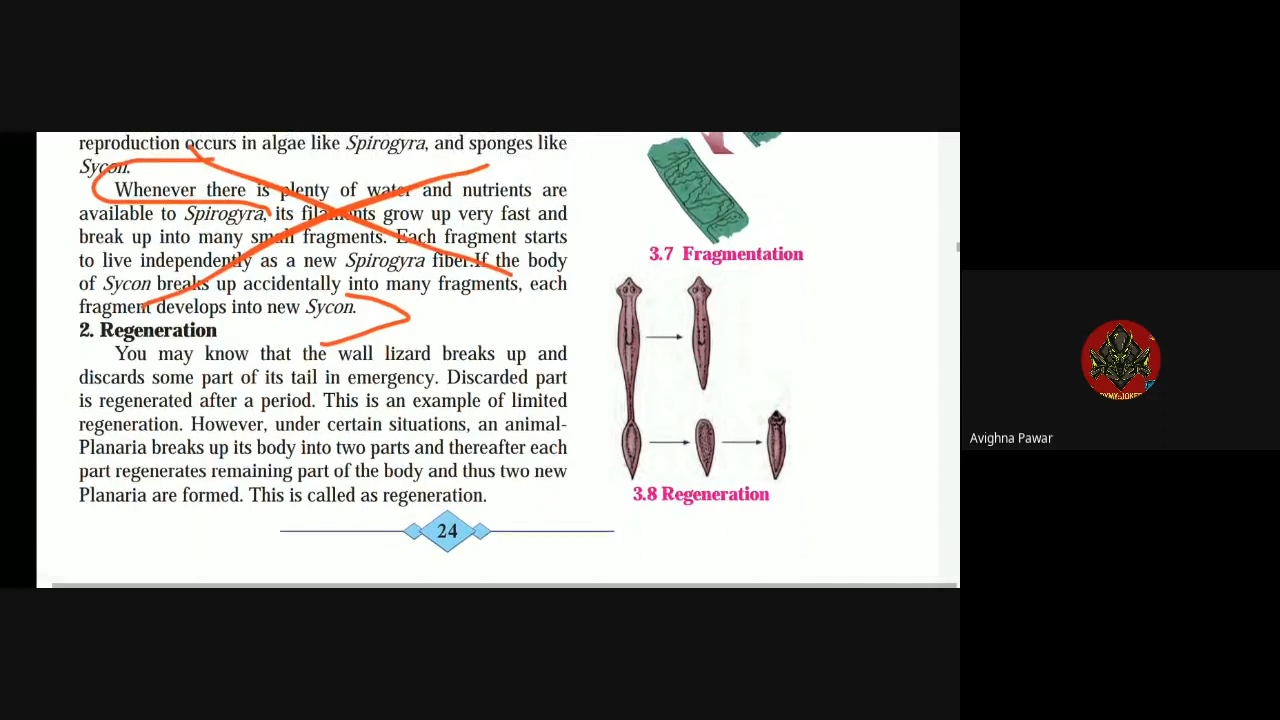 reproduction occurs in algae like Spirogyra, and sponges like
Sycon.
Whenever there is plenty of water and nutrients are
available to Spirogyra, its filaments grow up very fast and
break up into many small fragments. Each fragment starts
to live independently as a new Spirogyra fiber.If the body
of Sycon breaks up accidentally into many fragments, each
fragment develops into new Sycon.
2. Regeneration
You may know that the wall lizard breaks up and
discards some part of its tail in emergency. Discarded part
is regenerated after a period. This is an example of limited
regeneration. However, under certain situations, an animal-
Planaria breaks up its body into two parts and thereafter each
part regenerates remaining part of the body and thus two new
Planaria are formed. This is called as regeneration.
3.7 Fragmentation
3.8 Regeneration
24
Avighna Pawar